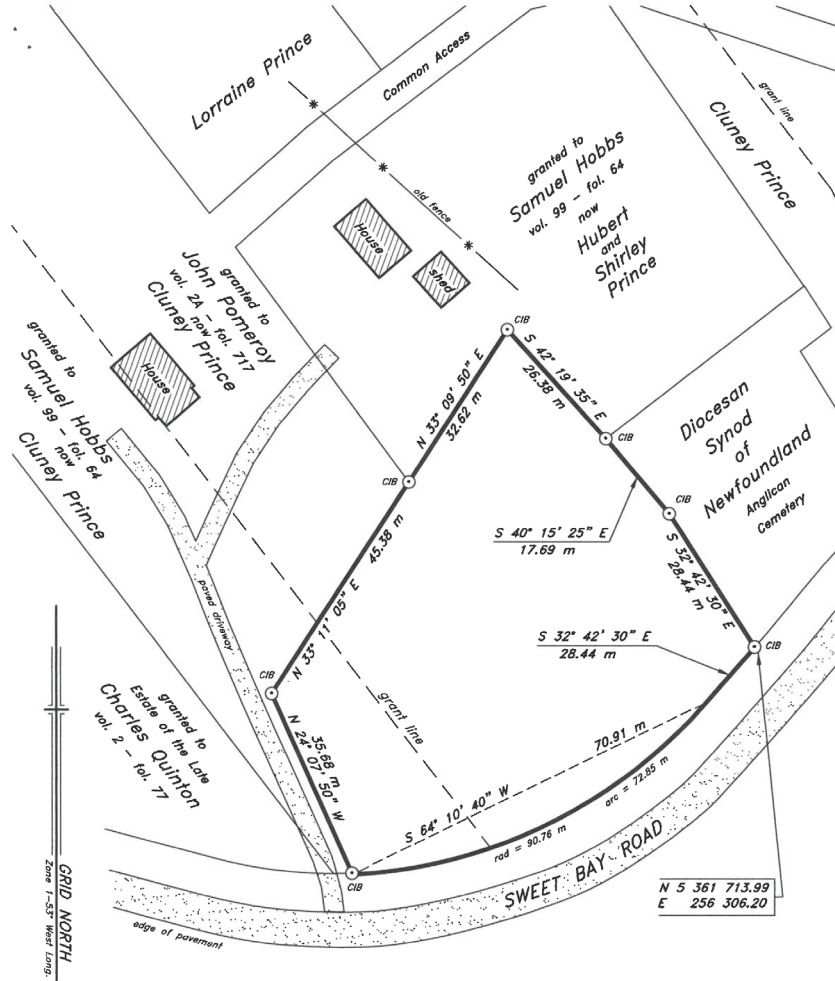 Lorraine Prince
Common Access
grant line
Cluney Prince
granted to
Samuel Hobbs
vol. 99 - fol. 64
now
Hubert
and
Shirley
Prince
old fence
House
shed
granted to
John Pomeroy
vol. 2A - fol. 717
now
Cluney Prince
House
granted to
Samuel Hobbs
vol. 99 - fol. 64
now
Cluney Prince
CIB
S 42° 19' 35" E
26.38 m
N 33° 09' 50" E
32.62 m
CIB
CIB
Diocesan
Synod
of
Newfoundland
Anglican
Cemetery
CIB
S 40° 15' 25" E
17.69 m
S 32° 42' 30" E
28.44 m
45.38 m
N 33° 11' 05" E
paved driveway
S 32° 42' 30" E
28.44 m
CIB
CIB
grant line
granted to
Estate of the Late
Charles Quinton
vol. 2 - fol. 77
35.68 m
N 24° 07' 50" W
70.91 m
S 64° 10' 40" W
arc = 72.85 m
rad = 90.76 m
CIB
SWEET BAY ROAD
N 5 361 713.99
E 256 306.20
edge of pavement
GRID NORTH
Zone 1-53° West Long.